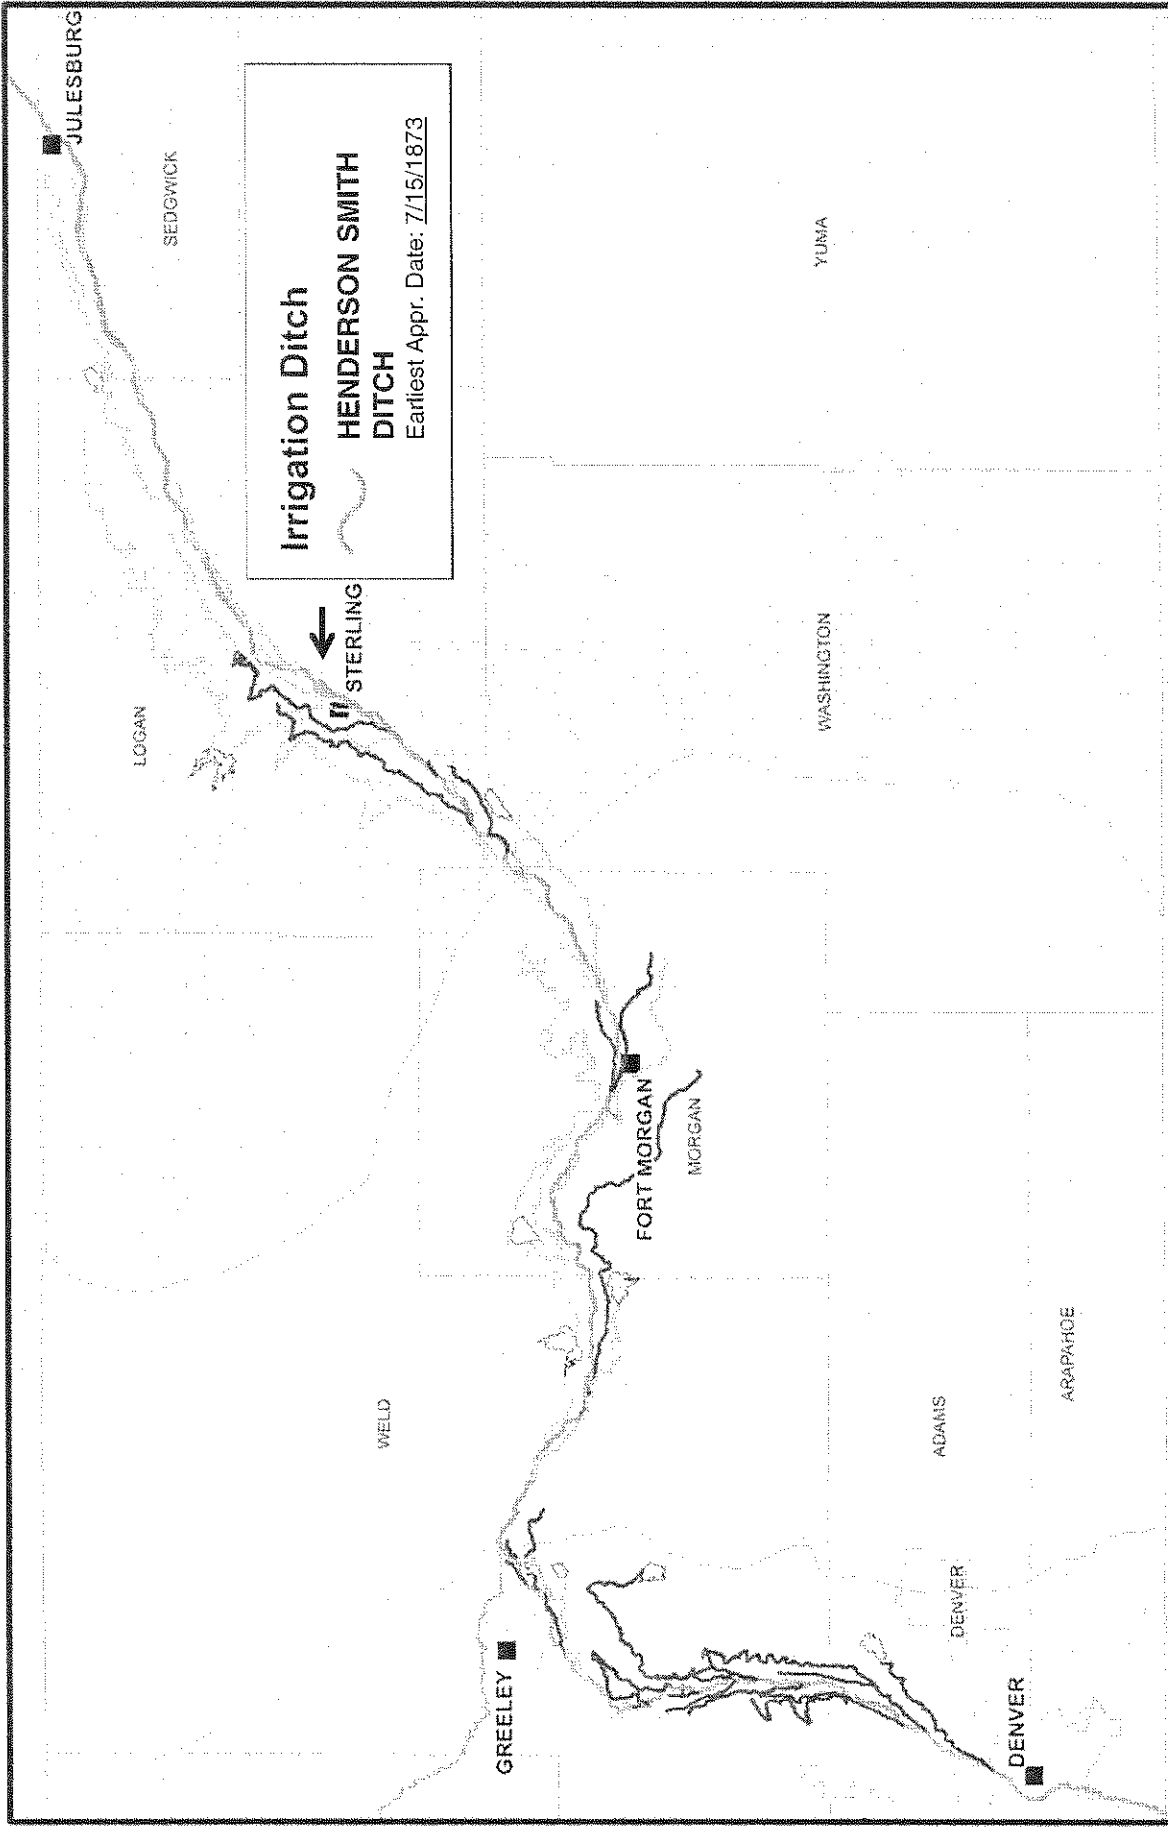 JULESBURG
SEDGWICK
Irrigation Ditch
HENDERSON SMITH
DITCH
Earliest Appr. Date: 7/15/1873
LOGAN
STERLING
YUMA
WASHINGTON
WELD
FORT MORGAN
MORGAN
GREELEY
ADAMS
ARAPAHOE
DENVER
DENVER